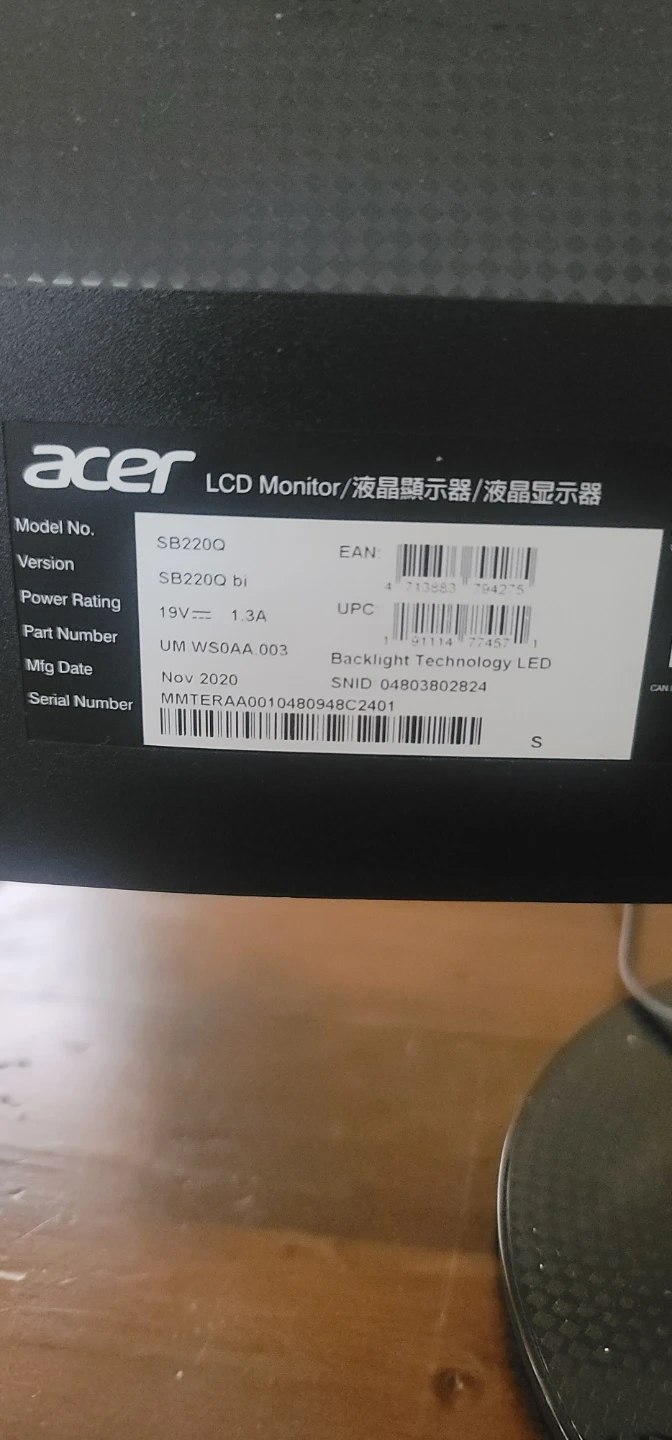 acer LCD Monitor/液晶顯示器/液晶显示器
Model No. SB220Q
Version SB220Q bi
Power Rating 19V⎓ 1.3A
Part Number UM WS0AA.003
Mfg Date Nov 2020
Serial Number MMTERAA0010480948C2401
EAN:
4 713883 794275
UPC
1 91114 77457 1
Backlight Technology LED
SNID 04803802824
S